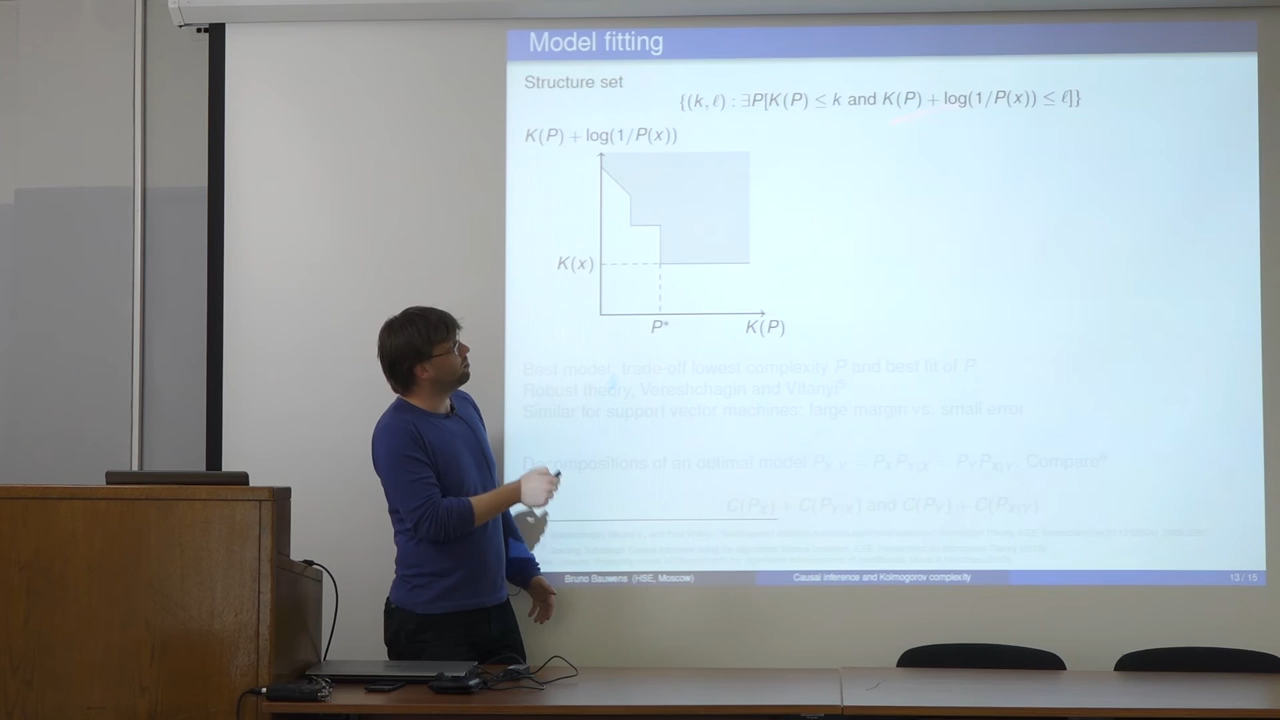 Model fitting
Structure set
{(k, ℓ) : ∃P[K(P) ≤ k and K(P) + log(1/P(x)) ≤ ℓ]}
K(P) + log(1/P(x))
K(x)
P* K(P)
Best model, trade-off lowest complexity P and best fit of P
Robust theory, Vereshchagin and Vitanyi
Similar for support vector machines: large margin vs. small error
Decompositions of an optimal model
C(P_X) + C(P_{Y|X}) and C(P_Y) + C(P_{X|Y})
Bruno Bauwens (HSE, Moscow) Causal inference and Kolmogorov complexity 13 / 15